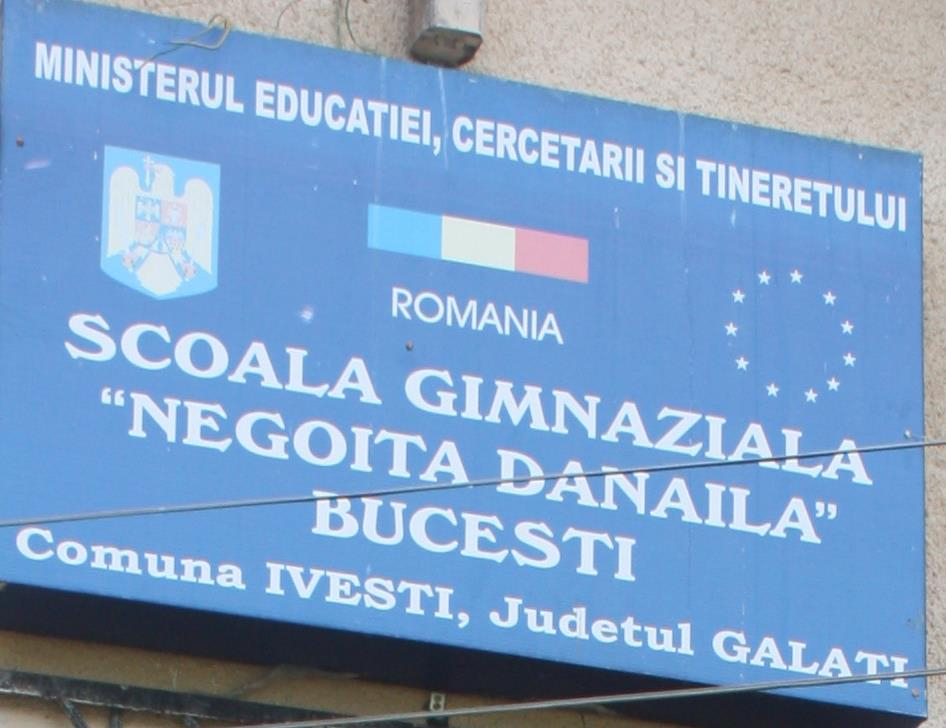 MINISTERUL EDUCATIEI, CERCETARII SI TINERETULUI
ROMANIA
SCOALA GIMNAZIALA
“NEGOITA DANAILA”
BUCESTI
Comuna IVESTI, Judetul GALATI